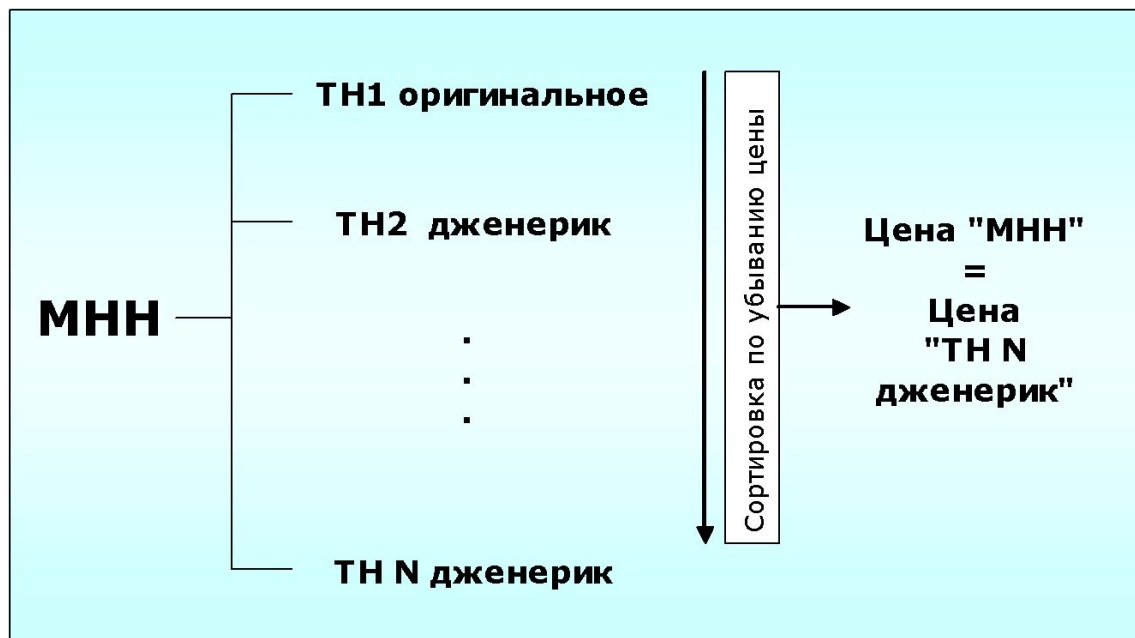 ТН1 оригинальное
ТН2 дженерик
МНН
.
.
.
ТН N дженерик
Сортировка по убыванию цены
Цена "МНН"
=
Цена
"ТН N
дженерик"